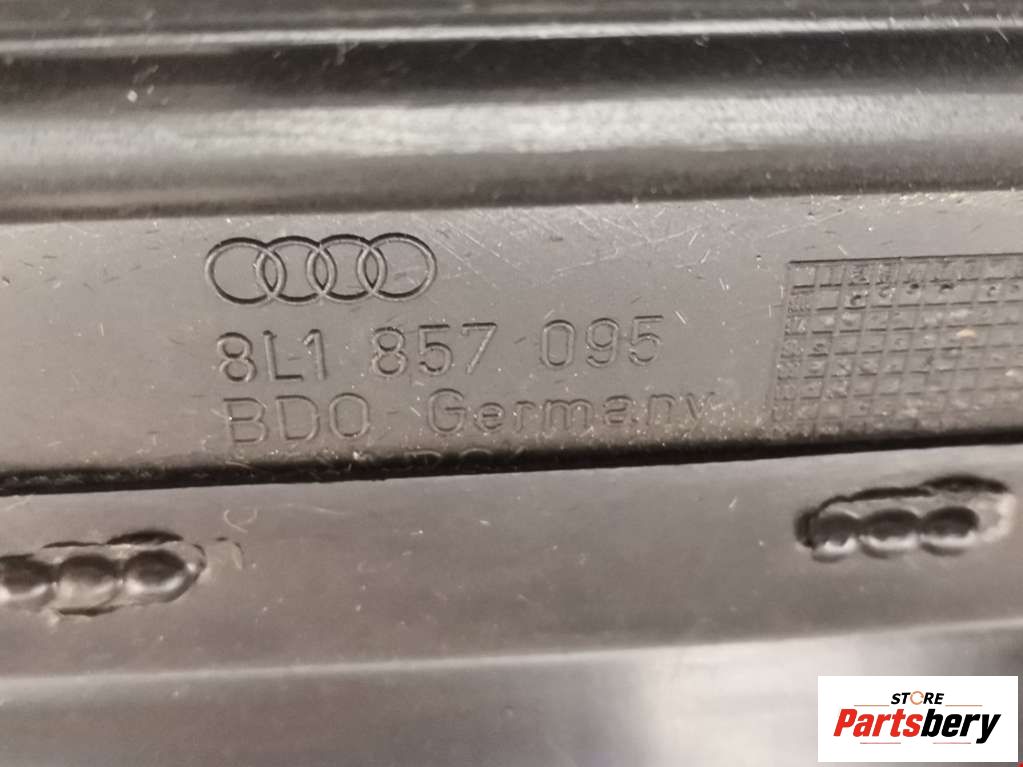 8L1 857 095
BDO Germany
STORE
Partsbery